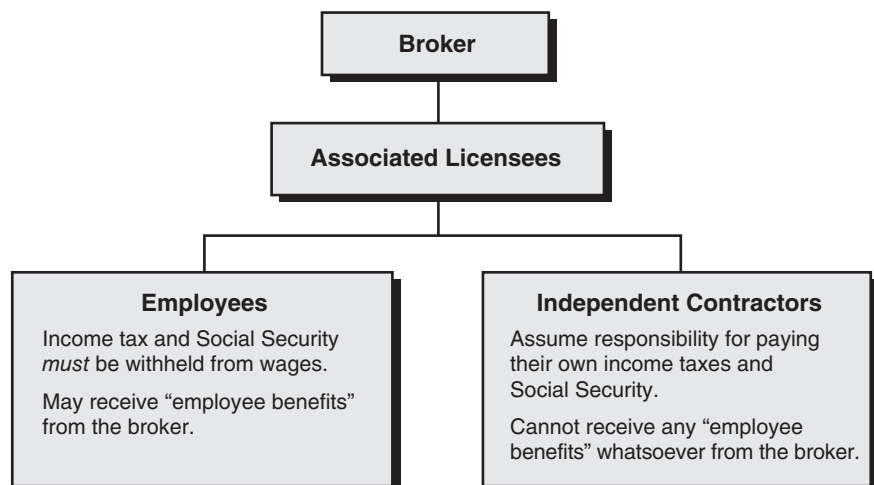 Broker
Associated Licensees
Employees
Income tax and Social Security
must be withheld from wages.
May receive “employee benefits”
from the broker.
Independent Contractors
Assume responsibility for paying
their own income taxes and
Social Security.
Cannot receive any “employee
benefits” whatsoever from the broker.